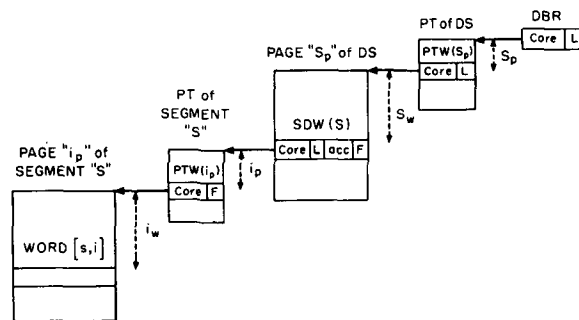 DBR
Core L
PT of DS
PTW(Sp)
Core L
Sp
PAGE "Sp" of DS
SDW (S)
Core L acc F
Sw
PT of
SEGMENT
"S"
PTW(ip)
Core F
ip
PAGE "ip" of
SEGMENT "S"
WORD [s,i]
iw